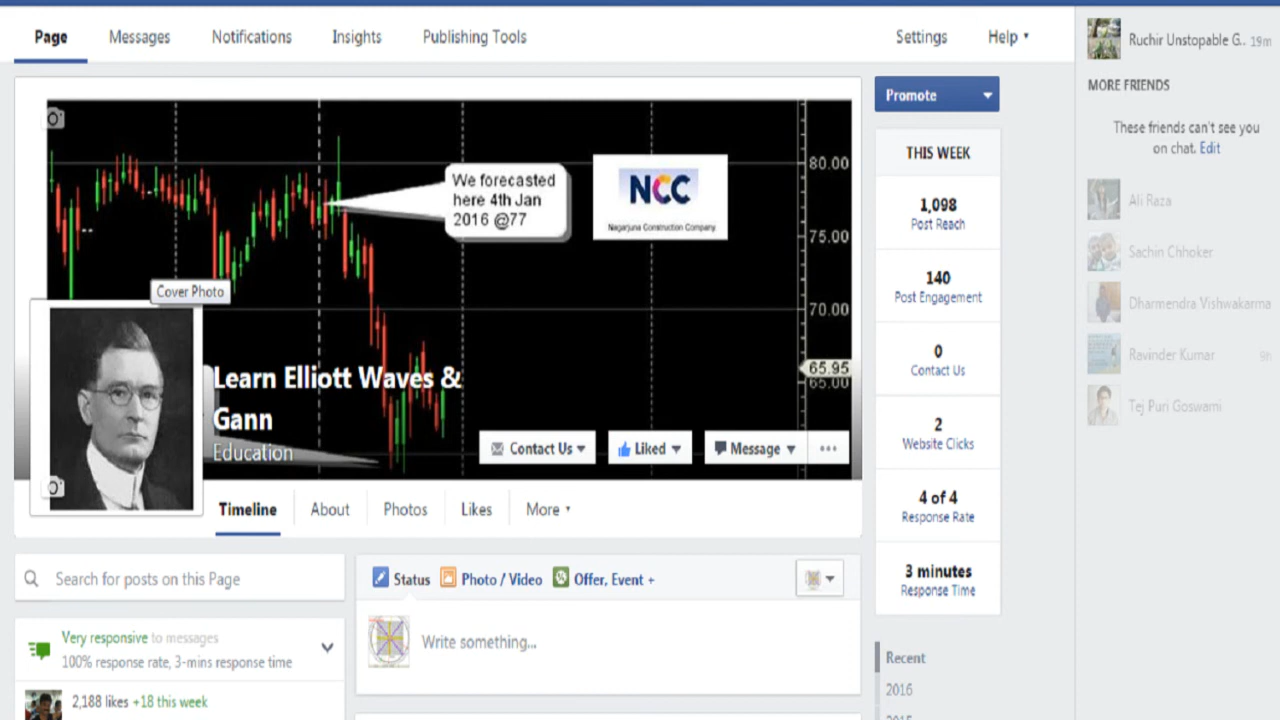 Page Messages Notifications Insights Publishing Tools Settings Help
Ruchir Unstopable G.. 19m
MORE FRIENDS
These friends can't see you
on chat. Edit
Ali Raza
Sachin Chhoker
Dharmendra Vishwakarma
Ravinder Kumar 9h
Tej Puri Goswami
Promote
THIS WEEK
1,098
Post Reach
140
Post Engagement
0
Contact Us
2
Website Clicks
4 of 4
Response Rate
3 minutes
Response Time
Recent
2016
We forecasted
here 4th Jan
2016 @77
NCC
Nagarjuna Construction Company
80.00
75.00
70.00
65.95
65.00
Cover Photo
Learn Elliott Waves &
Gann
Education
Contact Us Liked Message ...
Timeline About Photos Likes More
Search for posts on this Page
Very responsive to messages
100% response rate, 3-mins response time
2,188 likes +18 this week
Status Photo / Video Offer, Event +
Write something...